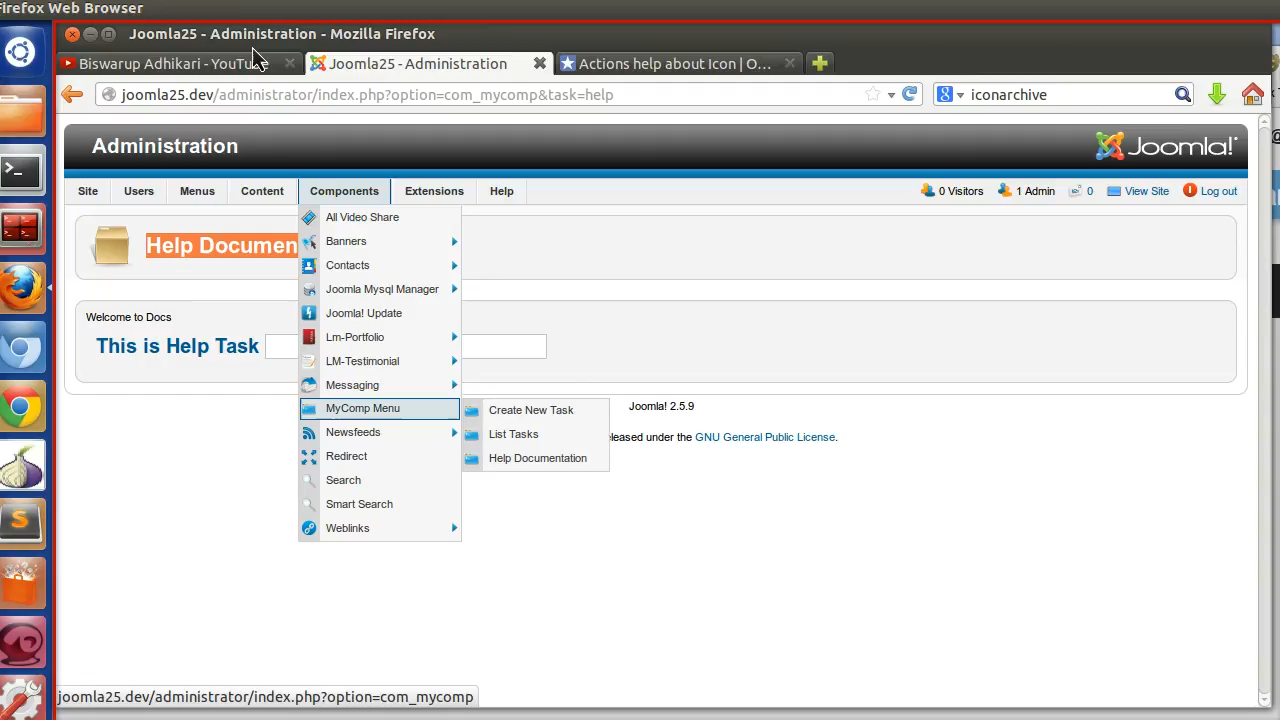 Firefox Web Browser
Joomla25 - Administration - Mozilla Firefox
Biswarup Adhikari - YouTube
Joomla25 - Administration
Actions help about Icon | O...
joomla25.dev/administrator/index.php?option=com_mycomp&task=help
iconarchive
Administration
Joomla!
Site Users Menus Content Components Extensions Help
0 Visitors 1 Admin 0 View Site Log out
Help Documen
Welcome to Docs
This is Help Task
All Video Share
Banners
Contacts
Joomla Mysql Manager
Joomla! Update
Lm-Portfolio
LM-Testimonial
Messaging
MyComp Menu
Newsfeeds
Redirect
Search
Smart Search
Weblinks
Create New Task
List Tasks
Help Documentation
Joomla! 2.5.9
eleased under the GNU General Public License.
joomla25.dev/administrator/index.php?option=com_mycomp